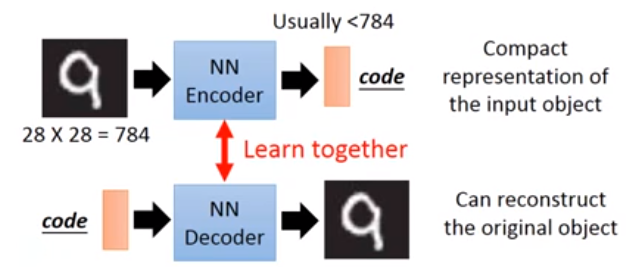 Usually <784
NN
Encoder
code
Compact
representation of
the input object
28 X 28 = 784
Learn together
code
NN
Decoder
Can reconstruct
the original object